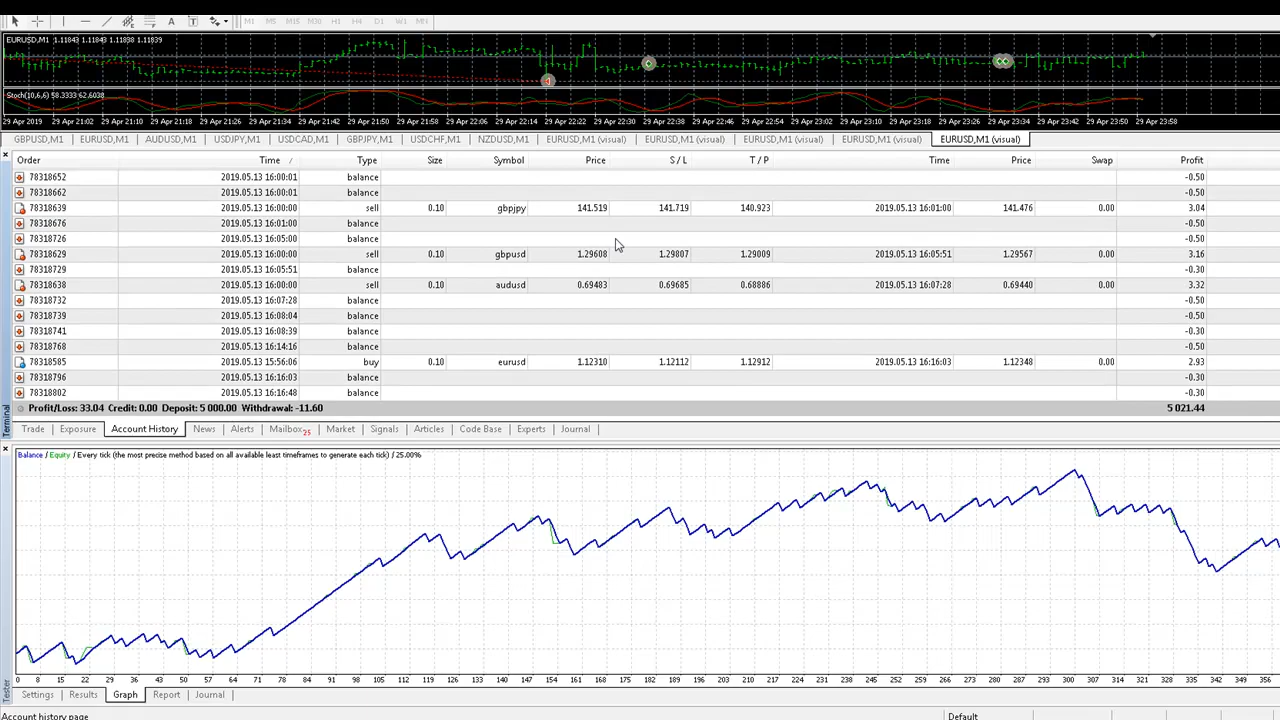 A T M1 M5 M15 M30 H1 H4 D1 W1 MN
EURUSD,M1 1.11843 1.11843 1.11838 1.11839
Stoch(10,6,6) 58.3333 62.6038
29 Apr 2019 29 Apr 21:02 29 Apr 21:10 29 Apr 21:18 29 Apr 21:26 29 Apr 21:34 29 Apr 21:42 29 Apr 21:50 29 Apr 21:58 29 Apr 22:06 29 Apr 22:14 29 Apr 22:22 29 Apr 22:30 29 Apr 22:38 29 Apr 22:46 29 Apr 22:54 29 Apr 23:02 29 Apr 23:10 29 Apr 23:18 29 Apr 23:26 29 Apr 23:34 29 Apr 23:42 29 Apr 23:50 29 Apr 23:58
GBPUSD,M1 EURUSD,M1 AUDUSD,M1 USDJPY,M1 USDCAD,M1 GBPJPY,M1 USDCHF,M1 NZDUSD,M1 EURUSD,M1 (visual) EURUSD,M1 (visual) EURUSD,M1 (visual) EURUSD,M1 (visual) EURUSD,M1 (visual)
Order Time / Type Size Symbol Price S / L T / P Time Price Swap Profit
78318652 2019.05.13 16:00:01 balance -0.50
78318662 2019.05.13 16:00:01 balance -0.50
78318639 2019.05.13 16:00:00 sell 0.10 gbpjpy 141.519 141.719 140.923 2019.05.13 16:01:00 141.476 0.00 3.04
78318676 2019.05.13 16:01:00 balance -0.50
78318726 2019.05.13 16:05:00 balance -0.50
78318629 2019.05.13 16:00:00 sell 0.10 gbpusd 1.29608 1.29807 1.29009 2019.05.13 16:05:51 1.29567 0.00 3.16
78318729 2019.05.13 16:05:51 balance -0.30
78318638 2019.05.13 16:00:00 sell 0.10 audusd 0.69483 0.69685 0.68886 2019.05.13 16:07:28 0.69440 0.00 3.32
78318732 2019.05.13 16:07:28 balance -0.50
78318739 2019.05.13 16:08:04 balance -0.50
78318741 2019.05.13 16:08:39 balance -0.30
78318768 2019.05.13 16:14:16 balance -0.50
78318585 2019.05.13 15:56:06 buy 0.10 eurusd 1.12310 1.12112 1.12912 2019.05.13 16:16:03 1.12348 0.00 2.93
78318796 2019.05.13 16:16:03 balance -0.30
78318802 2019.05.13 16:16:48 balance -0.30
Profit/Loss: 33.04 Credit: 0.00 Deposit: 5 000.00 Withdrawal: -11.60 5 021.44
Terminal
Trade Exposure Account History News Alerts Mailbox 25 Market Signals Articles Code Base Experts Journal
Balance / Equity / Every tick (the most precise method based on all available least timeframes to generate each tick) / 25.00%
0 8 15 22 29 36 43 50 57 64 71 78 84 91 98 105 112 119 126 133 140 147 154 161 168 175 182 189 196 203 210 217 224 231 238 245 252 259 266 273 280 287 293 300 307 314 321 328 335 342 349 356
Tester
Settings Results Graph Report Journal
Account history page Default